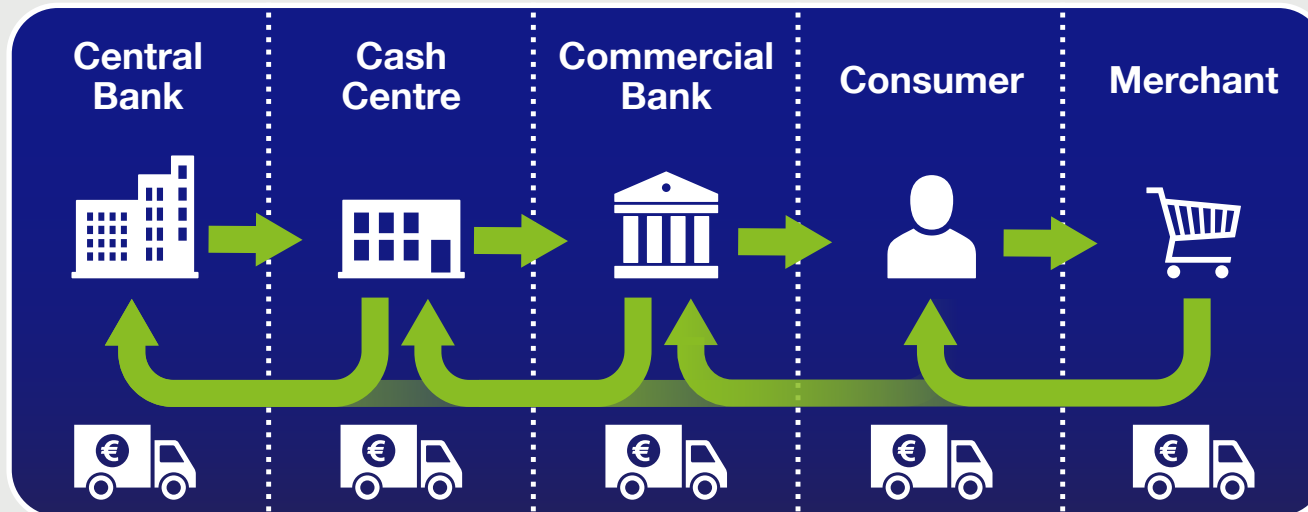 Central
Bank
Cash
Centre
Commercial
Bank
Consumer
Merchant
€
€
€
€
€